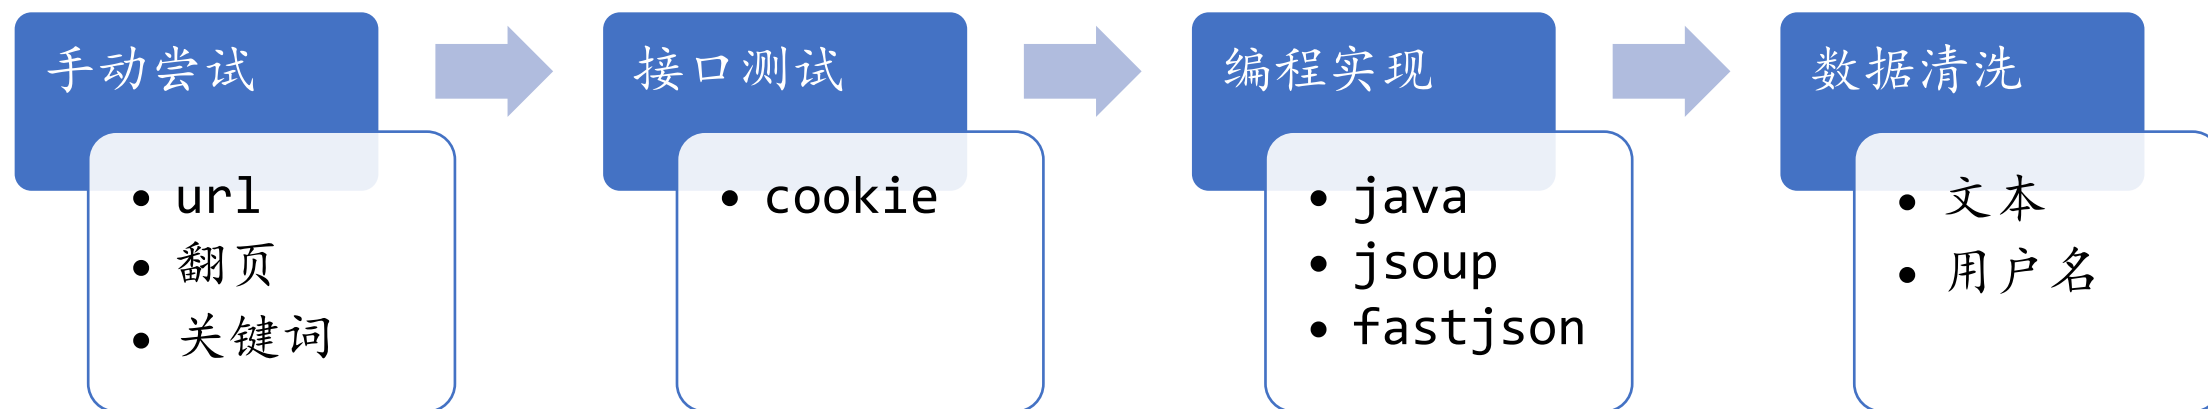 手动尝试
• url
• 翻页
• 关键词
接口测试
• cookie
编程实现
• java
• jsoup
• fastjson
数据清洗
• 文本
• 用户名